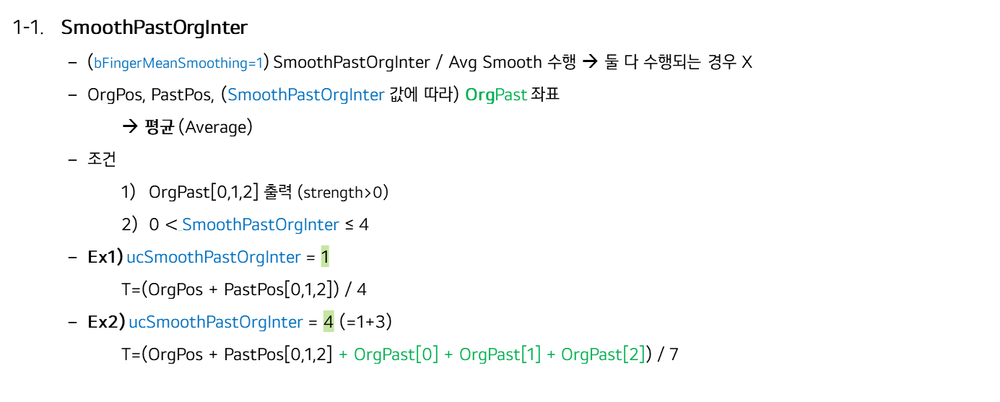 1-1. SmoothPastOrgInter
– (bFingerMeanSmoothing=1) SmoothPastOrgInter / Avg Smooth 수행 → 둘 다 수행되는 경우 X
– OrgPos, PastPos, (SmoothPastOrgInter 값에 따라) OrgPast 좌표
→ 평균 (Average)
– 조건
1) OrgPast[0,1,2] 출력 (strength>0)
2) 0 < SmoothPastOrgInter ≤ 4
– Ex1) ucSmoothPastOrgInter = 1
T=(OrgPos + PastPos[0,1,2]) / 4
– Ex2) ucSmoothPastOrgInter = 4 (=1+3)
T=(OrgPos + PastPos[0,1,2] + OrgPast[0] + OrgPast[1] + OrgPast[2]) / 7